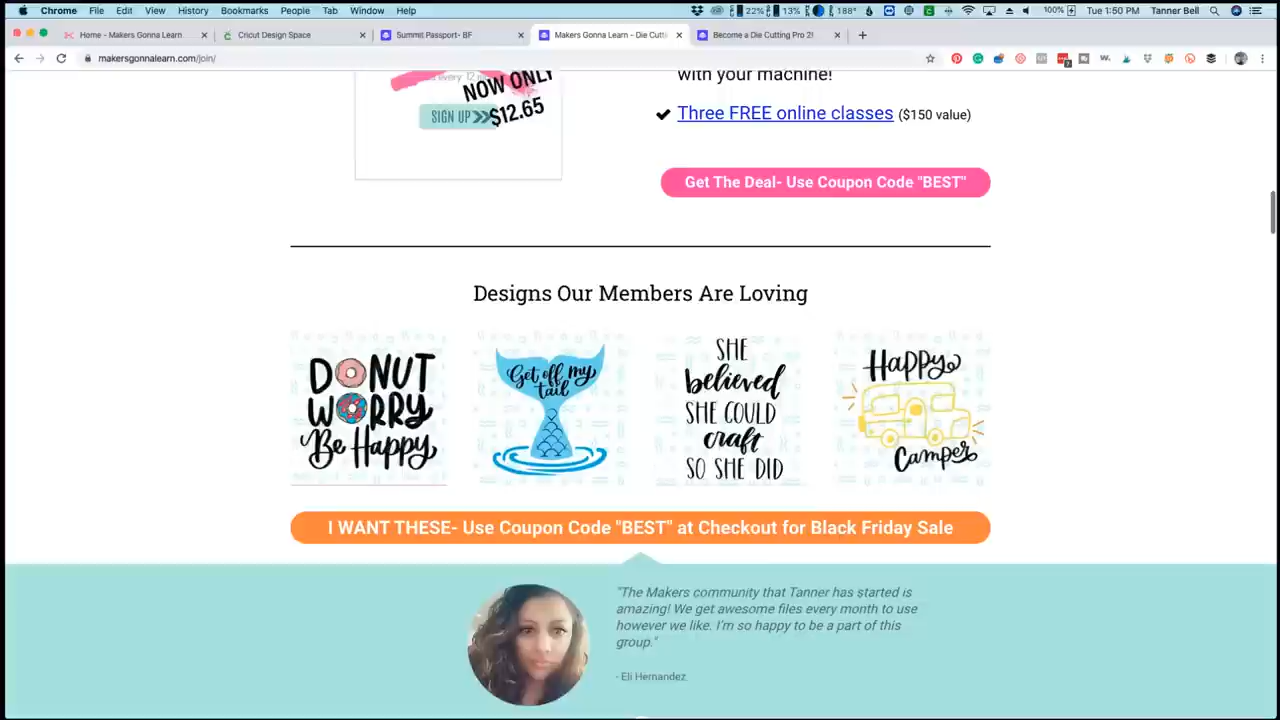 Chrome File Edit View History Bookmarks People Tab Window Help 22% 13% 188° 100% Tue 1:50 PM Tanner Bell
Home - Makers Gonna Learn Cricut Design Space Summit Passport- BF Makers Gonna Learn - Die Cutti Become a Die Cutting Pro 2!
makersgonnalearn.com/join/
every 12
NOW ONLY
$12.65
SIGN UP
with your machine!
Three FREE online classes ($150 value)
Get The Deal- Use Coupon Code "BEST"
Designs Our Members Are Loving
DONUT
WORRY
Be Happy
Get off my
tail
SHE
believed
SHE COULD
craft
SO SHE DID
Happy
Camper
I WANT THESE- Use Coupon Code "BEST" at Checkout for Black Friday Sale
"The Makers community that Tanner has started is
amazing! We get awesome files every month to use
however we like. I'm so happy to be a part of this
group."
- Eli Hernandez